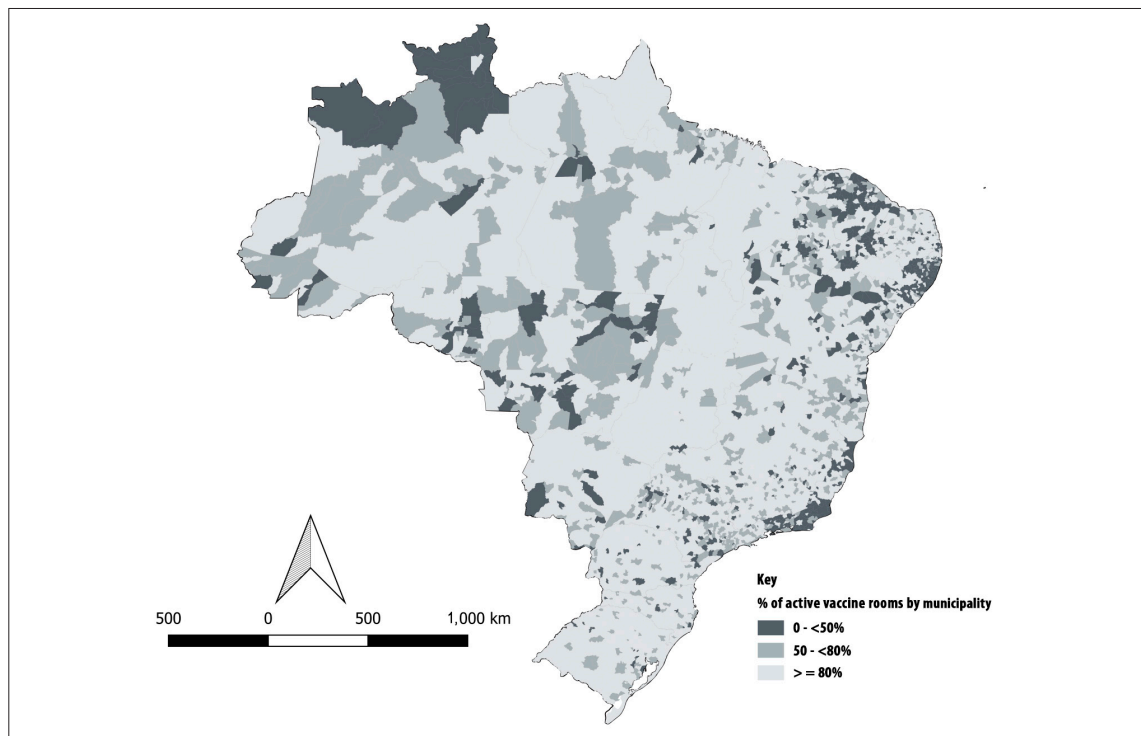 500 0 500 1,000 km
Key
% of active vaccine rooms by municipality
0 - <50%
50 - <80%
> = 80%